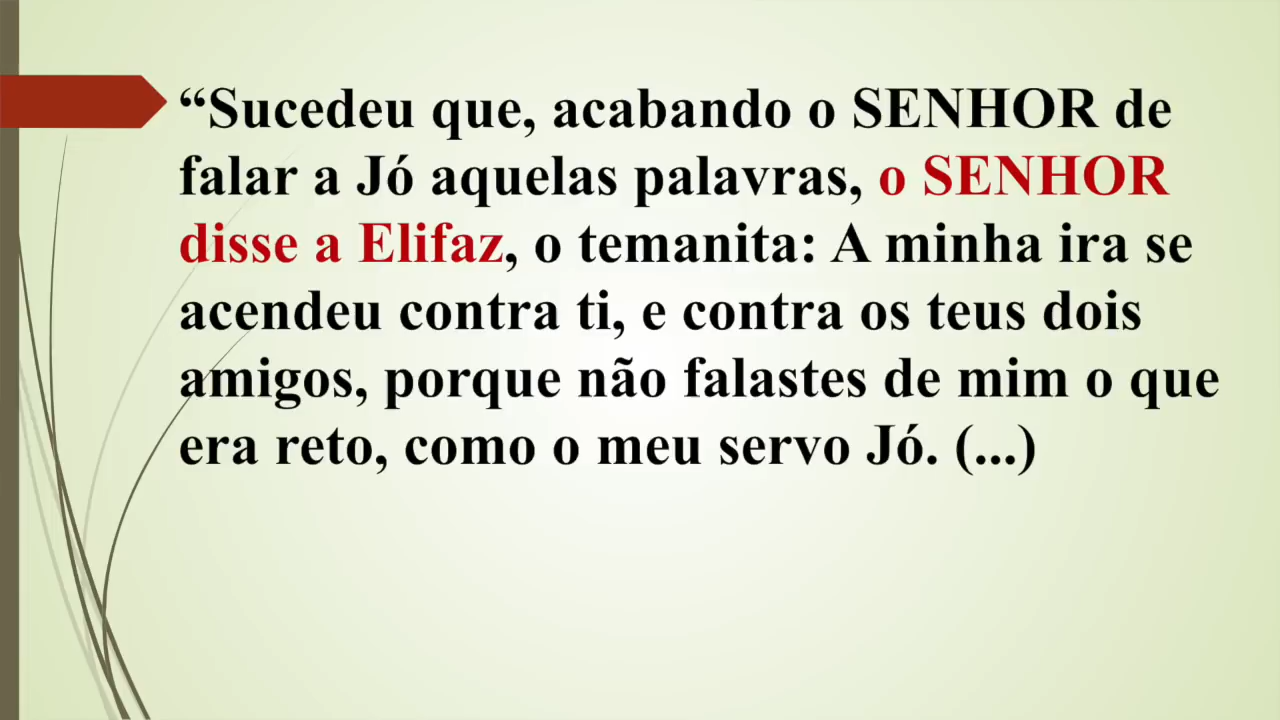 “Sucedeu que, acabando o SENHOR de
falar a Jó aquelas palavras, o SENHOR
disse a Elifaz, o temanita: A minha ira se
acendeu contra ti, e contra os teus dois
amigos, porque não falastes de mim o que
era reto, como o meu servo Jó. (...)